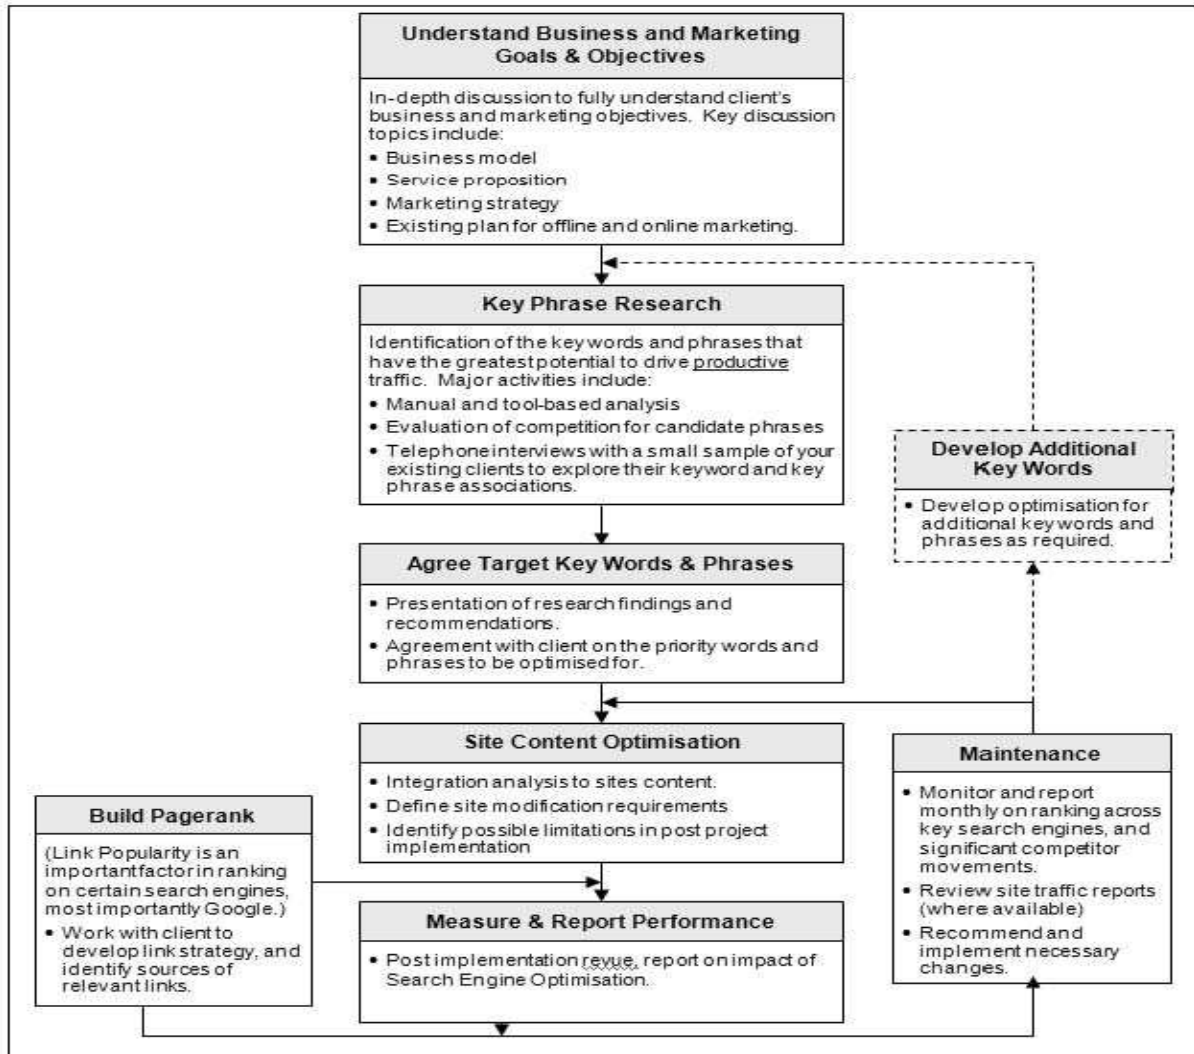 Understand Business and Marketing
Goals & Objectives
In-depth discussion to fully understand client's
business and marketing objectives. Key discussion
topics include:
• Business model
• Service proposition
• Marketing strategy
• Existing plan for offline and online marketing.
Key Phrase Research
Identification of the key words and phrases that
have the greatest potential to drive productive
traffic. Major activities include:
• Manual and tool-based analysis
• Evaluation of competition for candidate phrases
• Telephone interviews with a small sample of your
existing clients to explore their keyword and key
phrase associations.
Develop Additional
Key Words
• Develop optimisation for
additional key words and
phrases as required.
Agree Target Key Words & Phrases
• Presentation of research findings and
recommendations.
• Agreement with client on the priority words and
phrases to be optimised for.
Site Content Optimisation
• Integration analysis to sites content.
• Define site modification requirements
• Identify possible limitations in post project
implementation
Maintenance
• Monitor and report
monthly on ranking across
key search engines, and
significant competitor
movements.
• Review site traffic reports
(where available)
• Recommend and
implement necessary
changes.
Build Pagerank
(Link Popularity is an
important factor in ranking
on certain search engines,
most importantly Google.)
• Work with client to
develop link strategy, and
identify sources of
relevant links.
Measure & Report Performance
• Post implementation revue, report on impact of
Search Engine Optimisation.